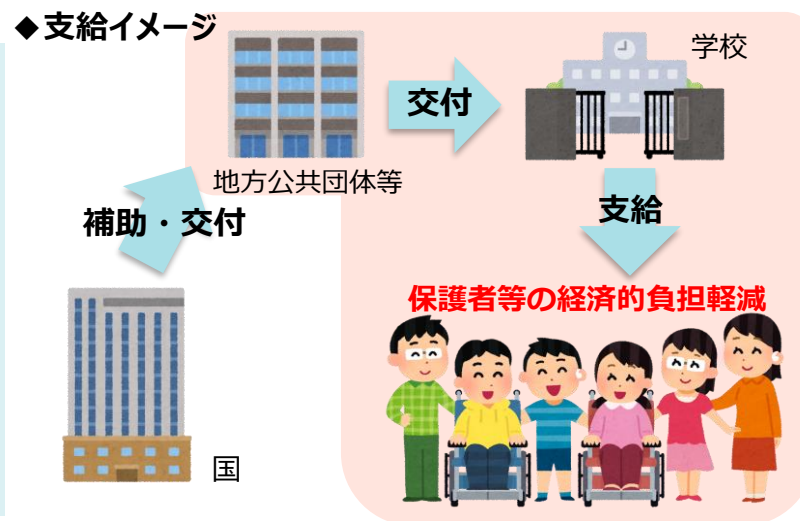 ◆支給イメージ
学校
交付
地方公共団体等
補助・交付
支給
保護者等の経済的負担軽減
国